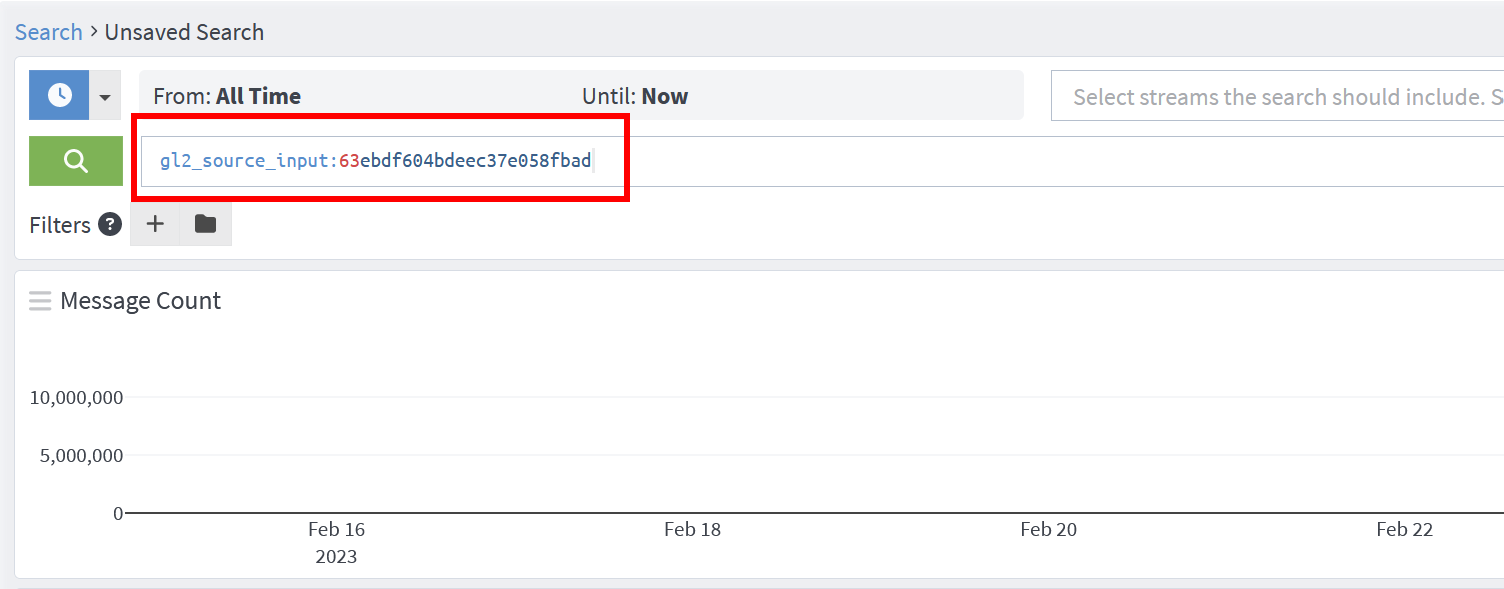 Search > Unsaved Search
From: All Time Until: Now Select streams the search should include. S
gl2_source_input:63ebdf604bdeec37e058fbad
Filters ? +
Message Count
10,000,000
5,000,000
0
Feb 16 Feb 18 Feb 20 Feb 22
2023